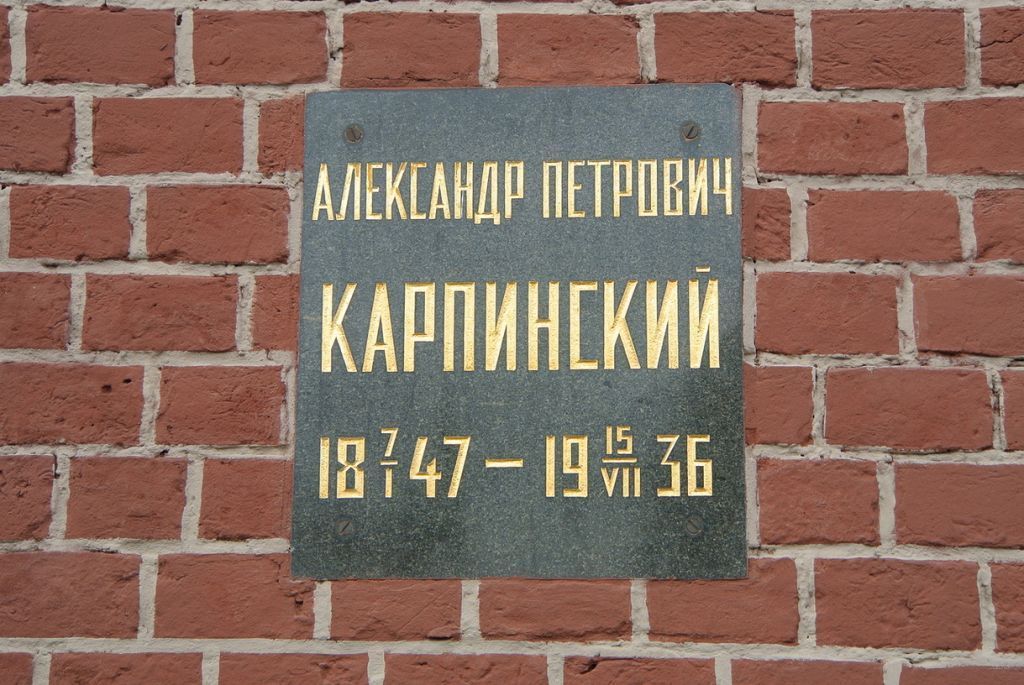 АЛЕКСАНДР ПЕТРОВИЧ
КАРПИНСКИЙ
18 7/I 47 – 19 15/VII 36